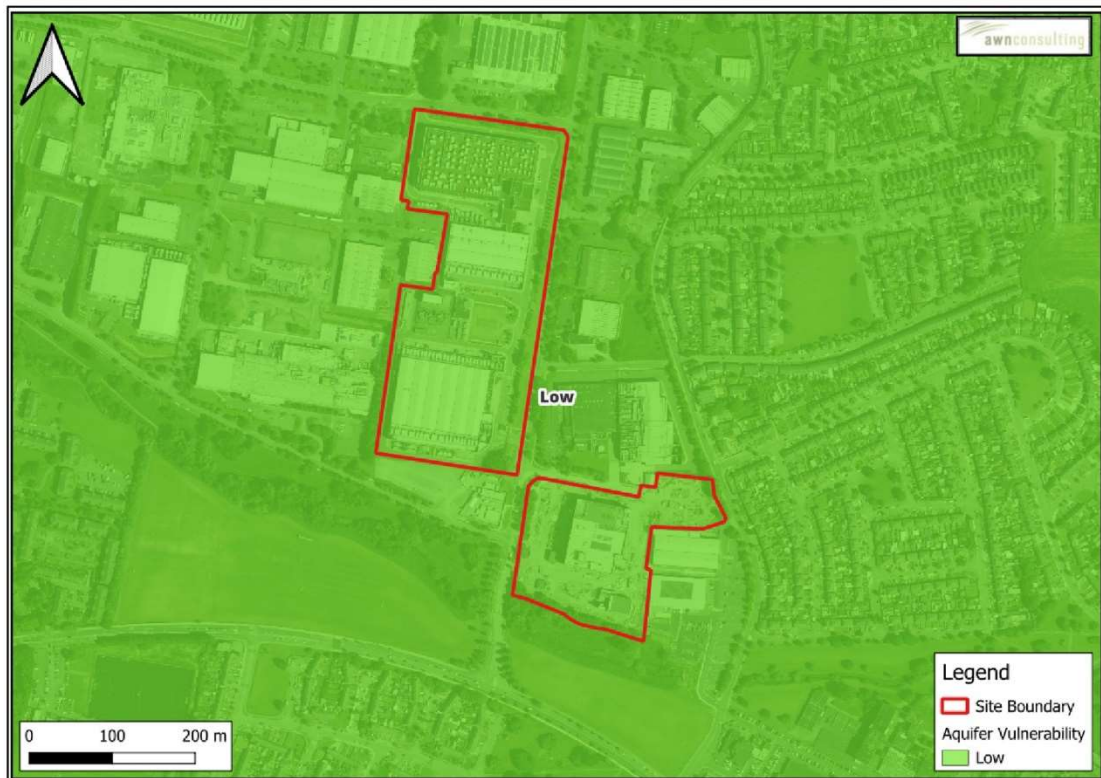 awnconsulting
Low
Legend
Site Boundary
Aquifer Vulnerability
Low
0 100 200 m